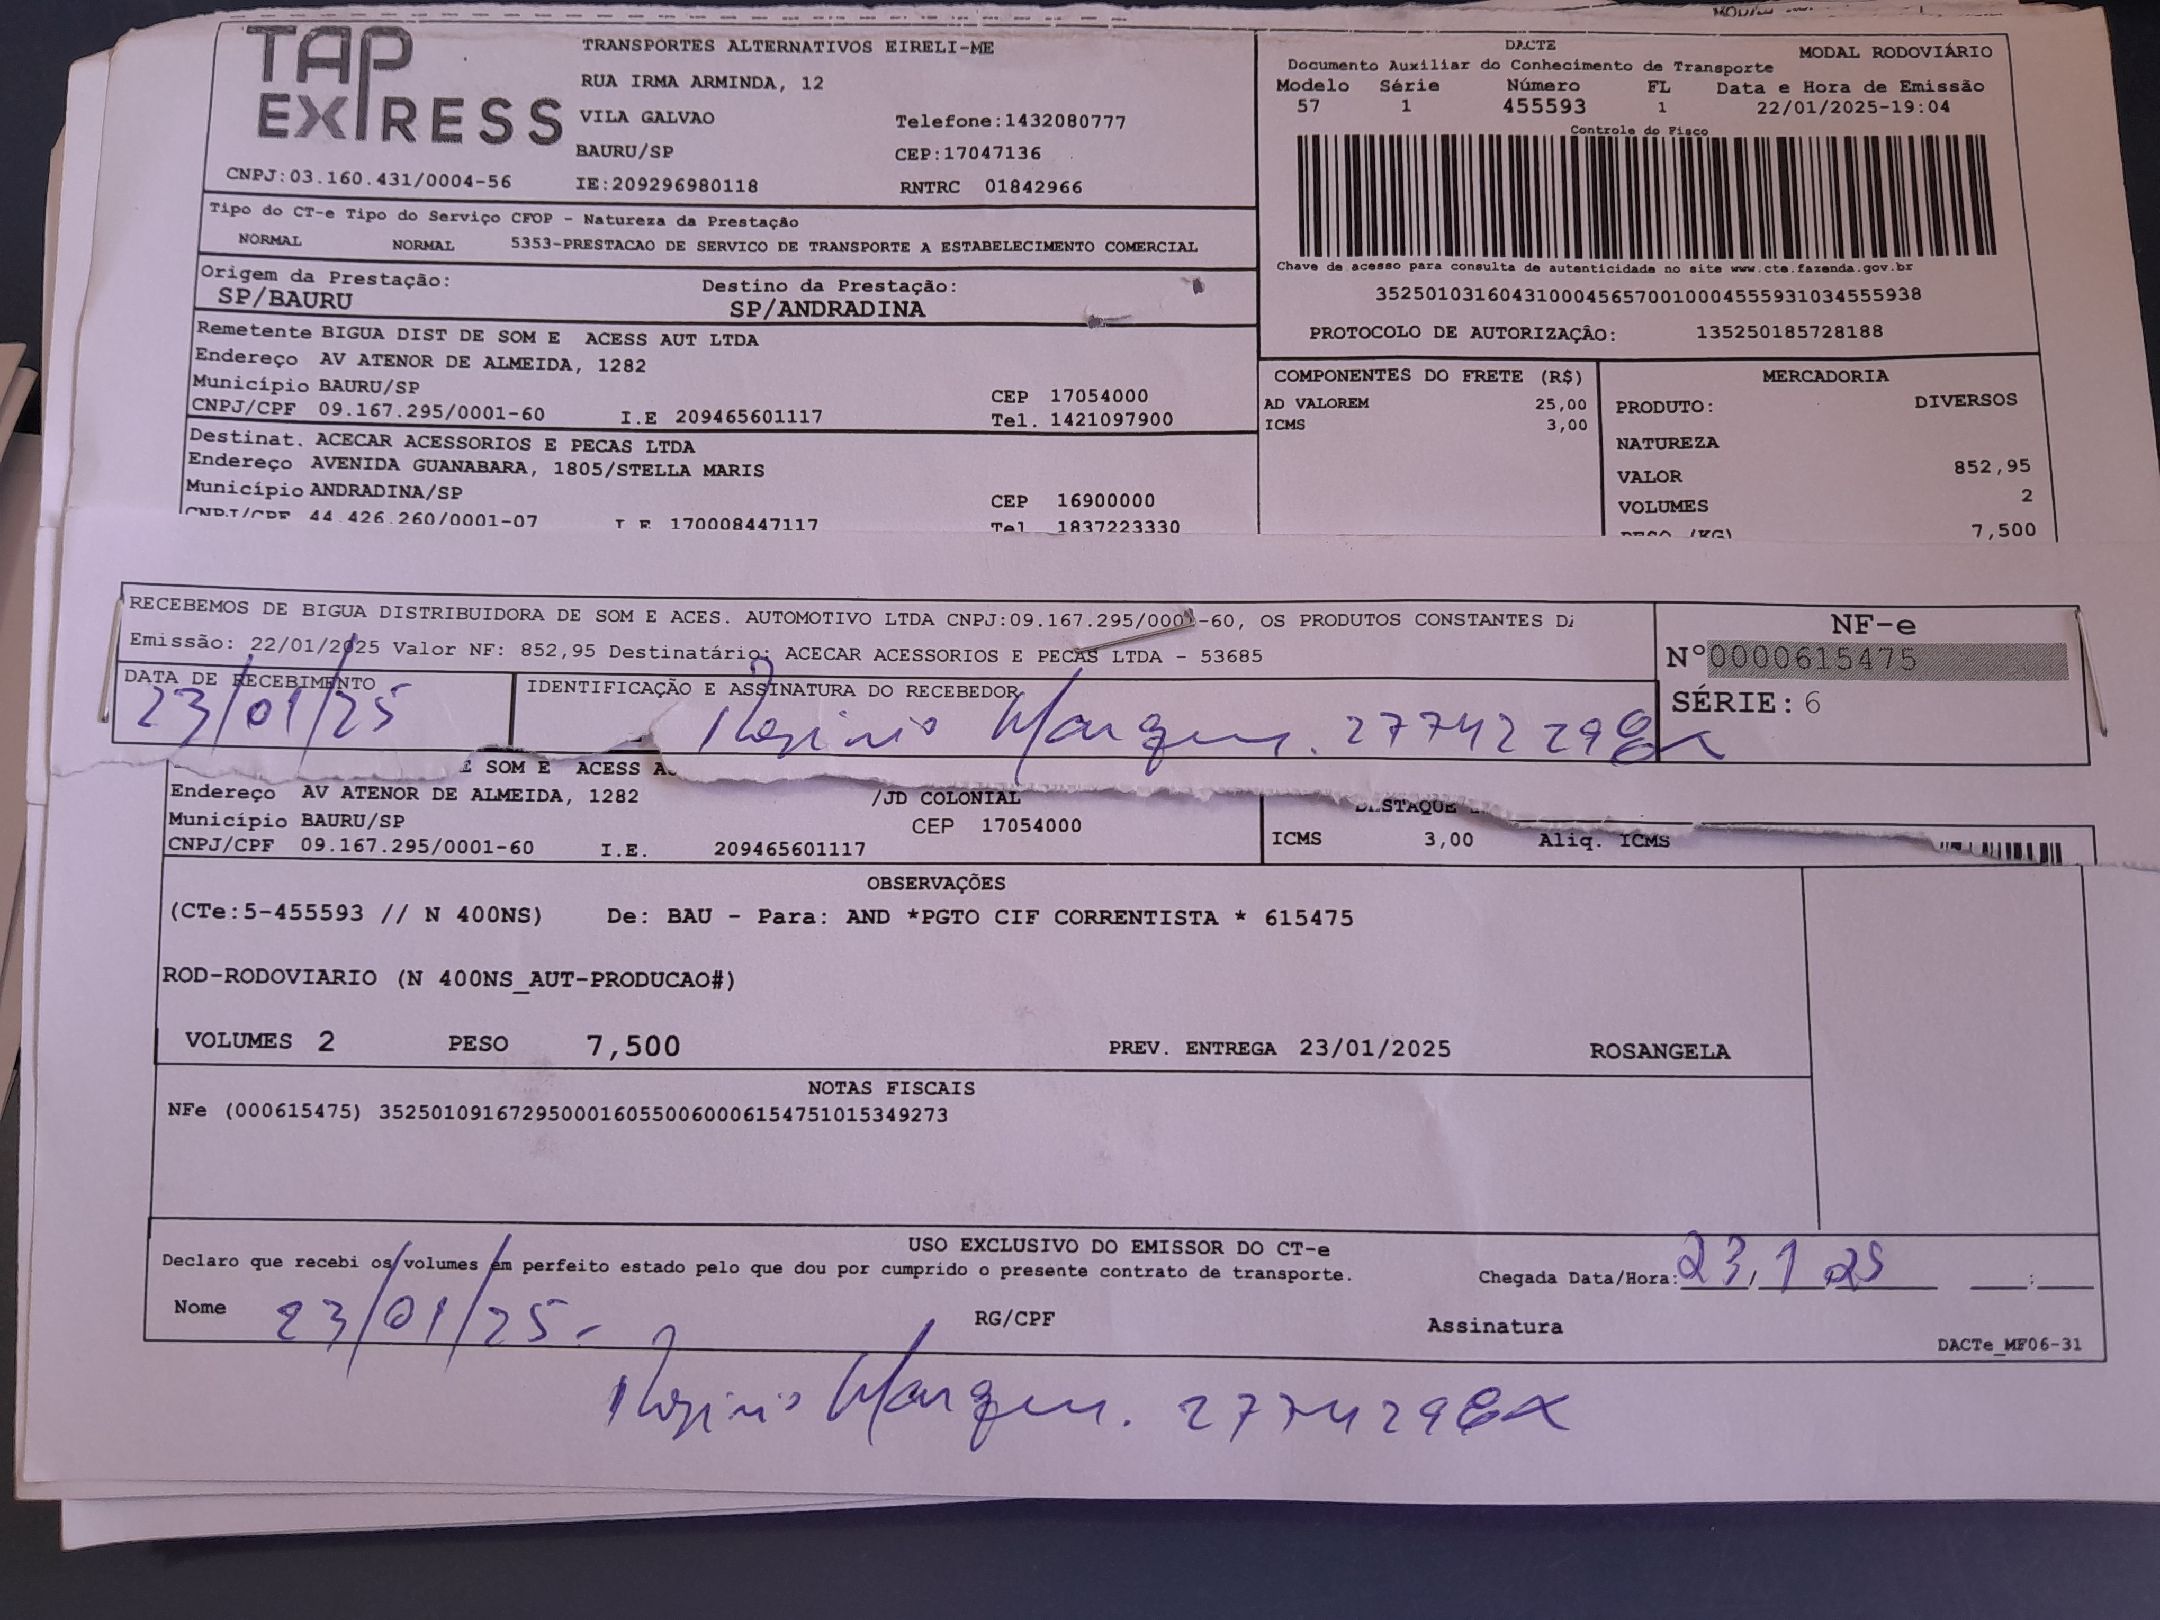 TAP EXPRESS
TRANSPORTES ALTERNATIVOS EIRELI-ME
RUA IRMA ARMINDA, 12
VILA GALVAO Telefone:1432080777
BAURU/SP CEP:17047136
CNPJ:03.160.431/0004-56 IE:209296980118 RNTRC 01842966
DACTE
MODAL RODOVIÁRIO
Documento Auxiliar do Conhecimento de Transporte
Modelo Série Número FL Data e Hora de Emissão
57 1 455593 1 22/01/2025-19:04
Controle do Fisco
Chave de acesso para consulta de autenticidade no site www.cte.fazenda.gov.br
35250103160431000456570010004555931034555938
PROTOCOLO DE AUTORIZAÇÃO: 135250185728188
Tipo do CT-e Tipo do Serviço CFOP - Natureza da Prestação
NORMAL NORMAL 5353-PRESTACAO DE SERVICO DE TRANSPORTE A ESTABELECIMENTO COMERCIAL
Origem da Prestação: Destino da Prestação:
SP/BAURU SP/ANDRADINA
Remetente BIGUA DIST DE SOM E ACESS AUT LTDA
Endereço AV ATENOR DE ALMEIDA, 1282
Município BAURU/SP CEP 17054000
CNPJ/CPF 09.167.295/0001-60 I.E 209465601117 Tel. 1421097900
Destinat. ACECAR ACESSORIOS E PECAS LTDA
Endereço AVENIDA GUANABARA, 1805/STELLA MARIS
Município ANDRADINA/SP CEP 16900000
CNPJ/CPF 44.426.260/0001-07 I.E 170008447117 Tel 1837223330
COMPONENTES DO FRETE (R$)
AD VALOREM 25,00
ICMS 3,00
MERCADORIA
PRODUTO: DIVERSOS
NATUREZA
VALOR 852,95
VOLUMES 2
PESO (KG) 7,500
RECEBEMOS DE BIGUA DISTRIBUIDORA DE SOM E ACES. AUTOMOTIVO LTDA CNPJ:09.167.295/0001-60, OS PRODUTOS CONSTANTES DA
Emissão: 22/01/2025 Valor NF: 852,95 Destinatário: ACECAR ACESSORIOS E PECAS LTDA - 53685
DATA DE RECEBIMENTO IDENTIFICAÇÃO E ASSINATURA DO RECEBEDOR
23/01/25
NF-e
Nº0000615475
SÉRIE: 6
E SOM E ACESS
Endereço AV ATENOR DE ALMEIDA, 1282 /JD COLONIAL
Município BAURU/SP CEP 17054000
CNPJ/CPF 09.167.295/0001-60 I.E. 209465601117
DESTAQUE
ICMS 3,00 Aliq. ICMS
OBSERVAÇÕES
(CTe:5-455593 // N 400NS) De: BAU - Para: AND *PGTO CIF CORRENTISTA * 615475
ROD-RODOVIARIO (N 400NS_AUT-PRODUCAO#)
VOLUMES 2 PESO 7,500 PREV. ENTREGA 23/01/2025 ROSANGELA
NOTAS FISCAIS
NFe (000615475) 35250109167295000160550060006154751015349273
USO EXCLUSIVO DO EMISSOR DO CT-e
Declaro que recebi os volumes em perfeito estado pelo que dou por cumprido o presente contrato de transporte.
Chegada Data/Hora: 23/1 25
Nome 23/01/25 RG/CPF Assinatura
DACTe_MF06-31